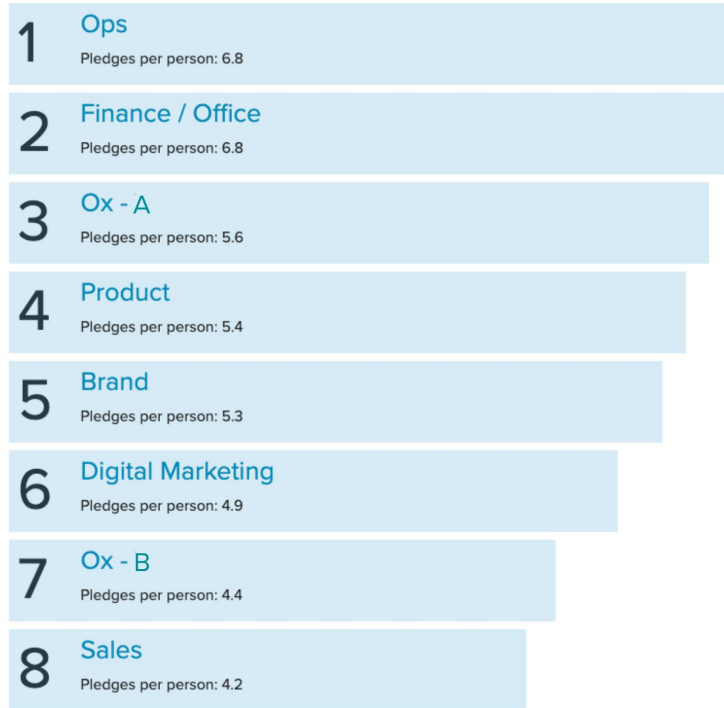 1
Ops
Pledges per person: 6.8
2
Finance / Office
Pledges per person: 6.8
3
Ox - A
Pledges per person: 5.6
4
Product
Pledges per person: 5.4
5
Brand
Pledges per person: 5.3
6
Digital Marketing
Pledges per person: 4.9
7
Ox - B
Pledges per person: 4.4
8
Sales
Pledges per person: 4.2